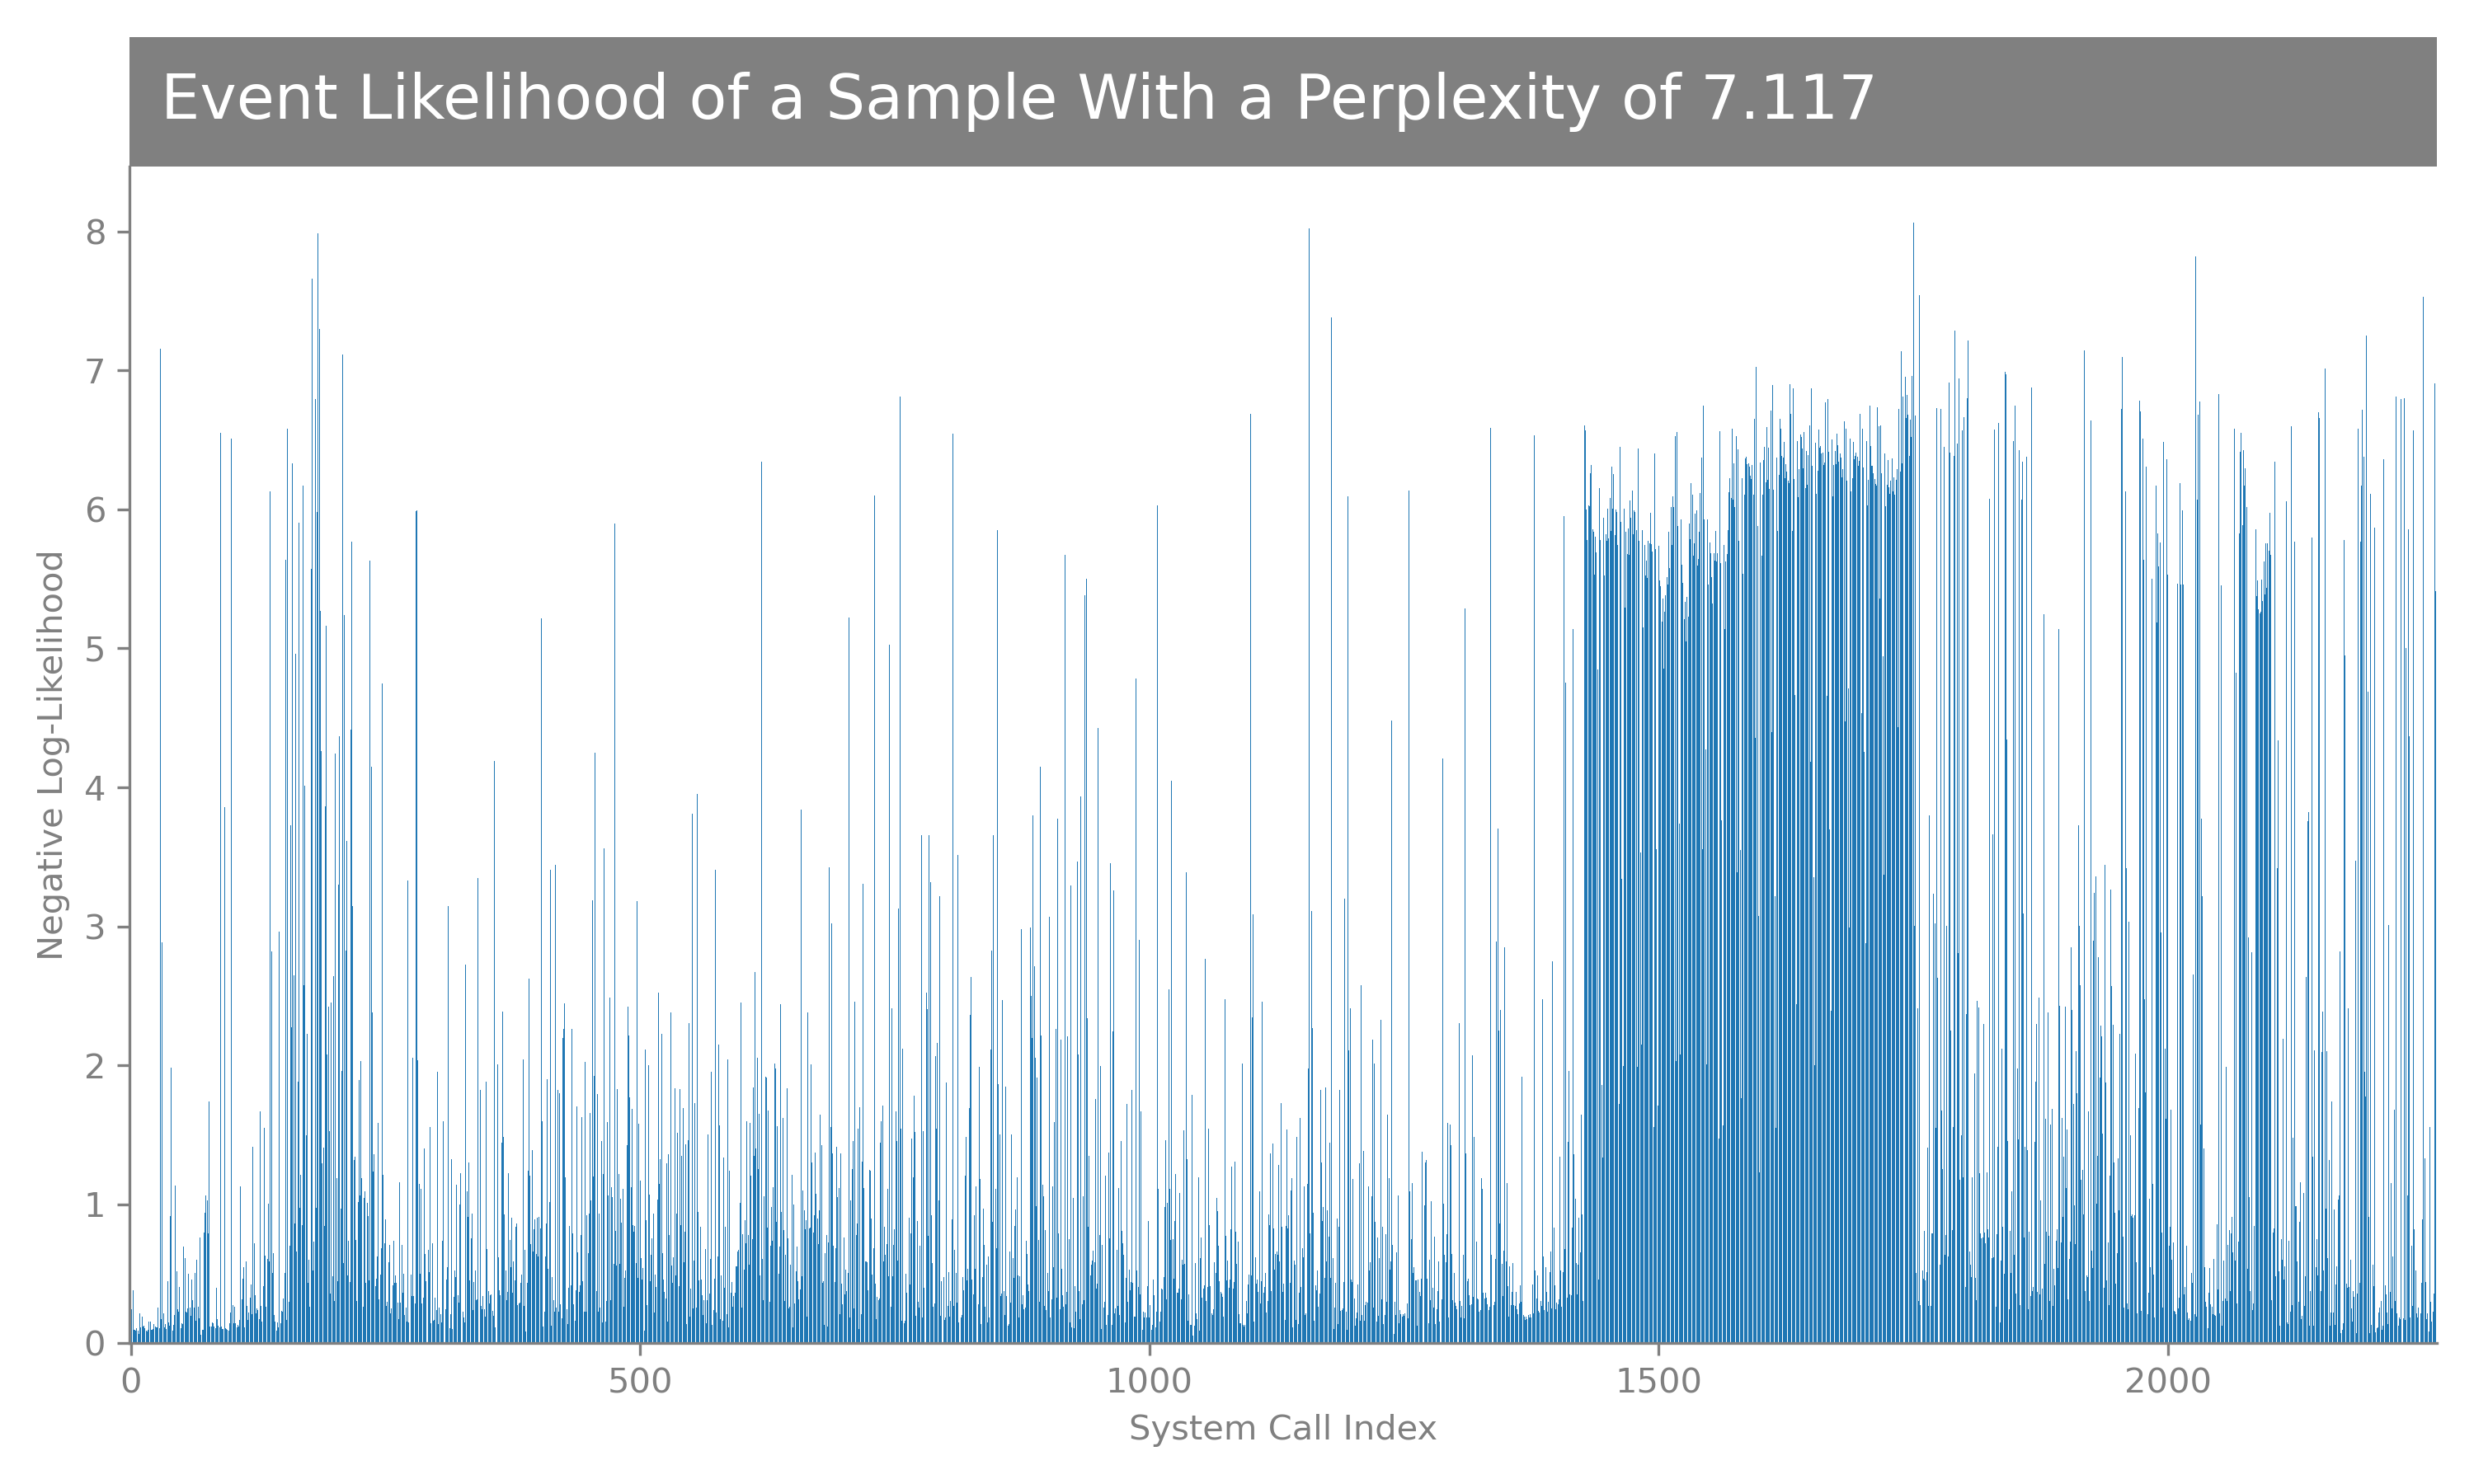 Event Likelihood of a Sample With a Perplexity of 7.117
Negative Log-Likelihood
8
7
6
5
4
3
2
1
0
0 500 1000 1500 2000
System Call Index